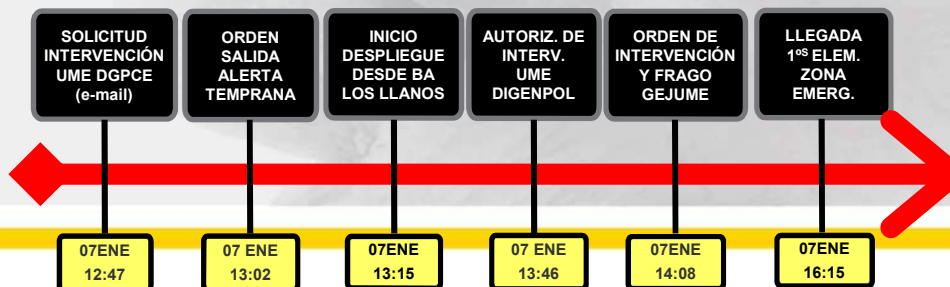 SOLICITUD
INTERVENCIÓN
UME DGPCE
(e-mail)
ORDEN
SALIDA
ALERTA
TEMPRANA
INICIO
DESPLIEGUE
DESDE BA
LOS LLANOS
AUTORIZ. DE
INTERV.
UME
DIGENPOL
ORDEN DE
INTERVENCIÓN
Y FRAGO
GEJUME
LLEGADA
1ºS ELEM.
ZONA
EMERG.
07ENE
12:47
07 ENE
13:02
07ENE
13:15
07 ENE
13:46
07ENE
14:08
07ENE
16:15